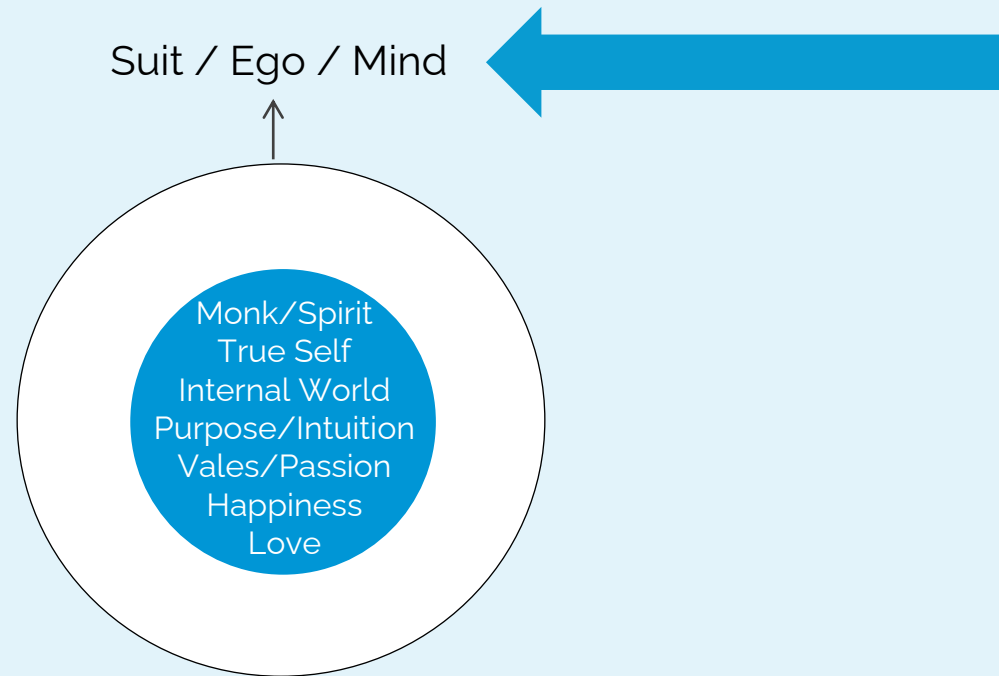 Suit / Ego / Mind
Monk/Spirit
True Self
Internal World
Purpose/Intuition
Vales/Passion
Happiness
Love